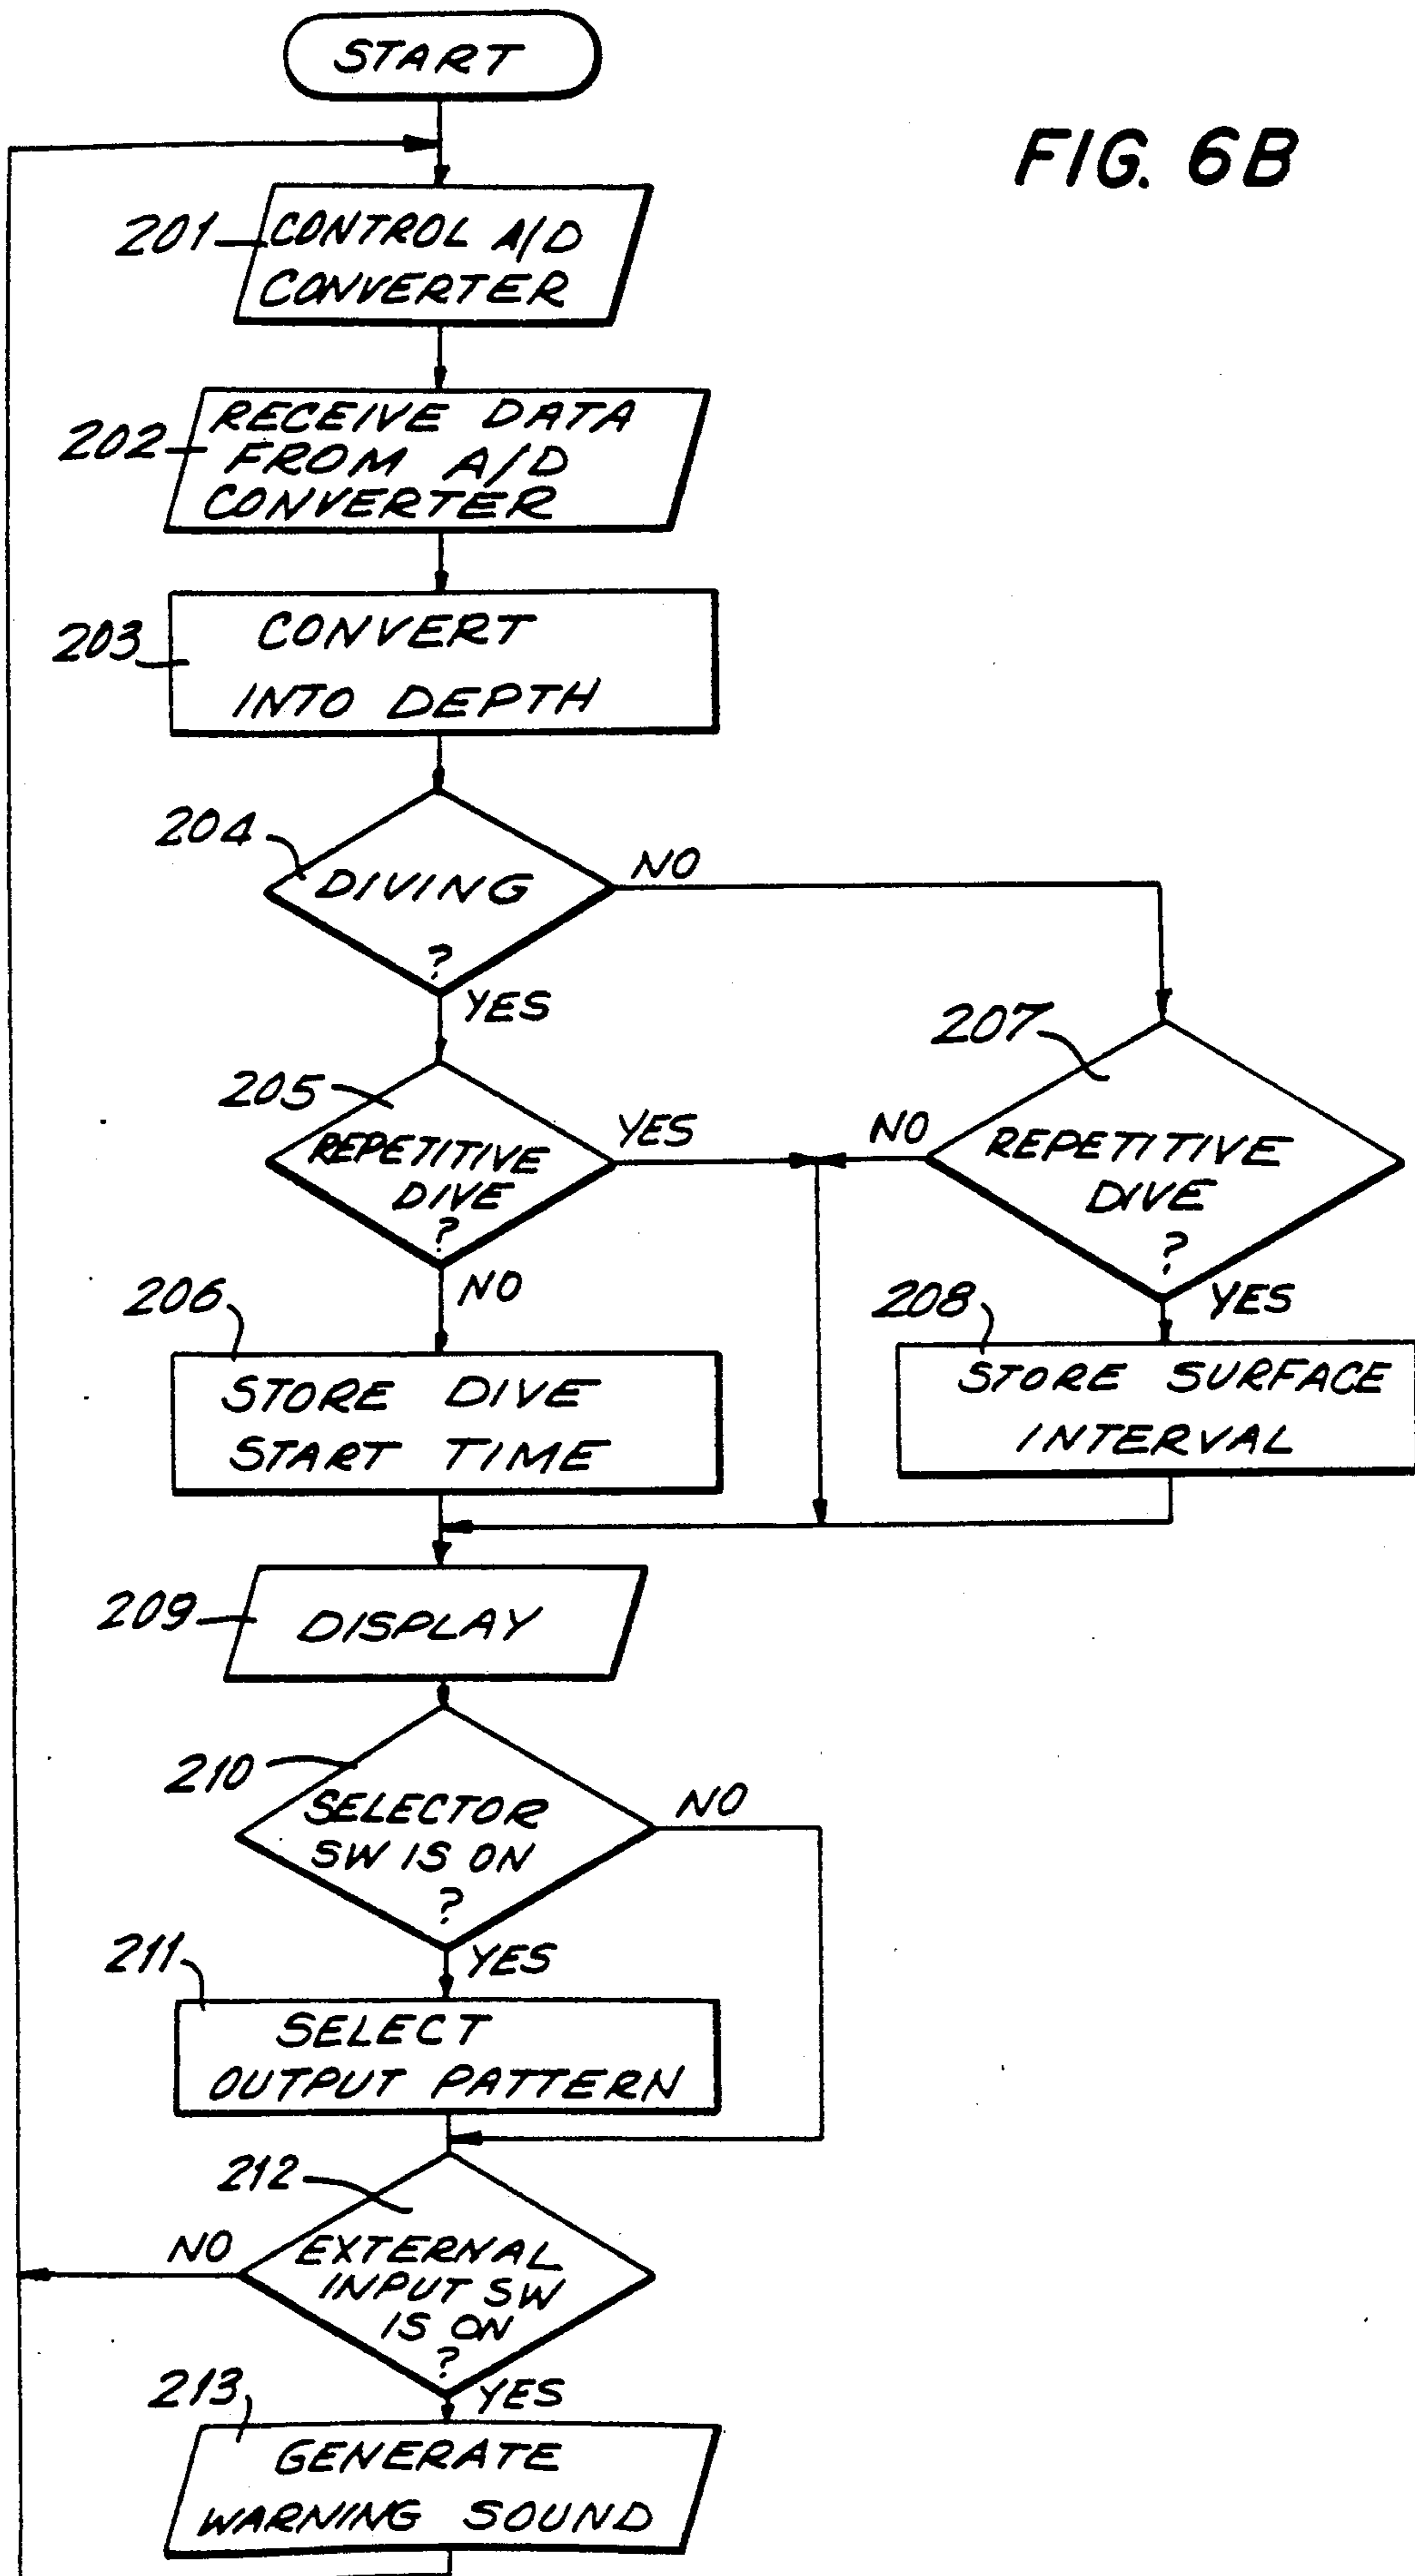 START
FIG. 6B
201
CONTROL A/D
CONVERTER
202
RECEIVE DATA
FROM A/D
CONVERTER
203
CONVERT
INTO DEPTH
204
DIVING
?
NO
YES
205
REPETITIVE
DIVE
?
YES
NO
207
REPETITIVE
DIVE
?
NO
YES
206
STORE DIVE
START TIME
208
STORE SURFACE
INTERVAL
209
DISPLAY
210
SELECTOR
SW IS ON
?
NO
YES
211
SELECT
OUTPUT PATTERN
212
EXTERNAL
INPUT SW
IS ON
?
NO
YES
213
GENERATE
WARNING SOUND